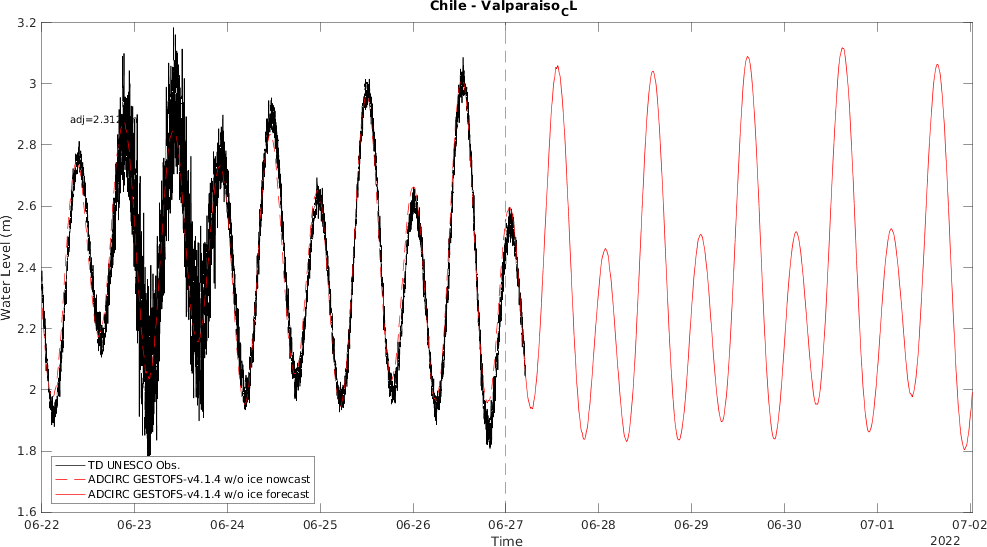 Chile - Valparaiso_CL
3.2
3
2.8
2.6
2.4
2.2
2
1.8
1.6
Water Level (m)
adj=2.312
TD UNESCO Obs.
ADCIRC GESTOFS-v4.1.4 w/o ice nowcast
ADCIRC GESTOFS-v4.1.4 w/o ice forecast
06-22 06-23 06-24 06-25 06-26 06-27 06-28 06-29 06-30 07-01 07-02
Time
2022